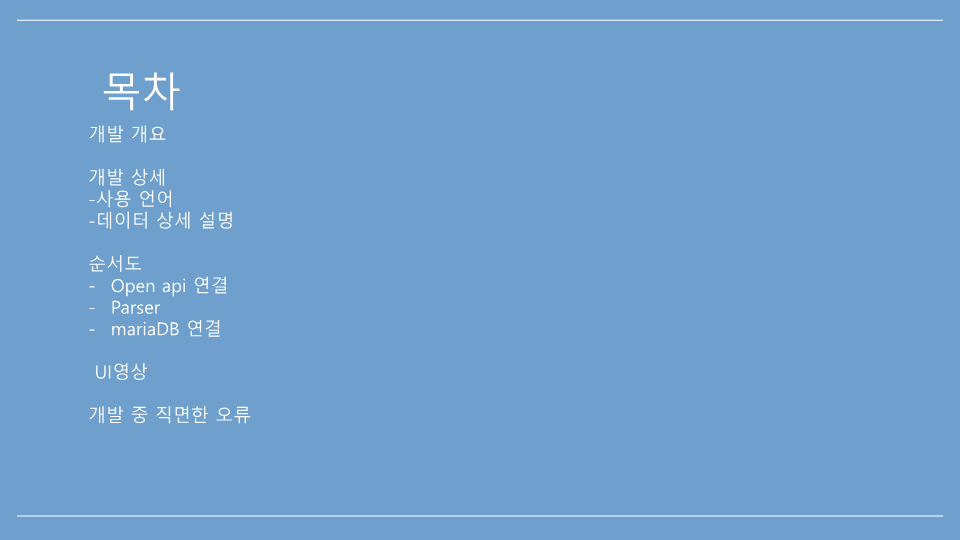 목차
개발 개요
개발 상세
-사용 언어
-데이터 상세 설명
순서도
- Open api 연결
- Parser
- mariaDB 연결
UI영상
개발 중 직면한 오류